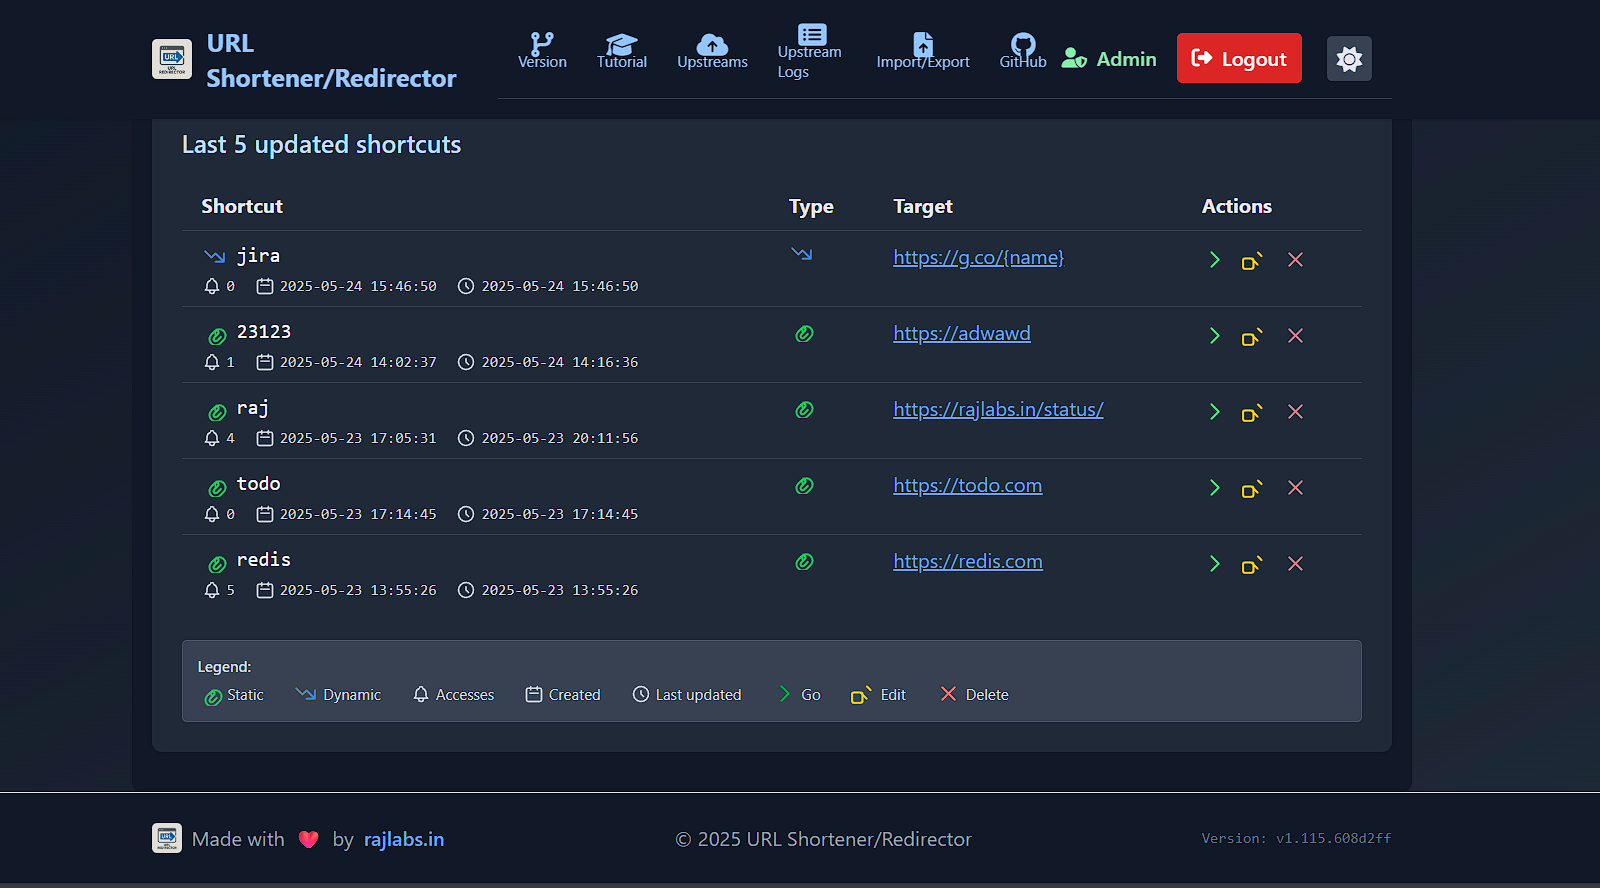 URL
Shortener/Redirector
Version
Tutorial
Upstreams
Upstream
Logs
Import/Export
GitHub
Admin
Logout
Last 5 updated shortcuts
Shortcut Type Target Actions
jira https://g.co/{name}
0 2025-05-24 15:46:50 2025-05-24 15:46:50
23123 https://adwawd
1 2025-05-24 14:02:37 2025-05-24 14:16:36
raj https://rajlabs.in/status/
4 2025-05-23 17:05:31 2025-05-23 20:11:56
todo https://todo.com
0 2025-05-23 17:14:45 2025-05-23 17:14:45
redis https://redis.com
5 2025-05-23 13:55:26 2025-05-23 13:55:26
Legend:
Static Dynamic Accesses Created Last updated Go Edit Delete
URL
Made with by rajlabs.in © 2025 URL Shortener/Redirector Version: v1.115.608d2ff